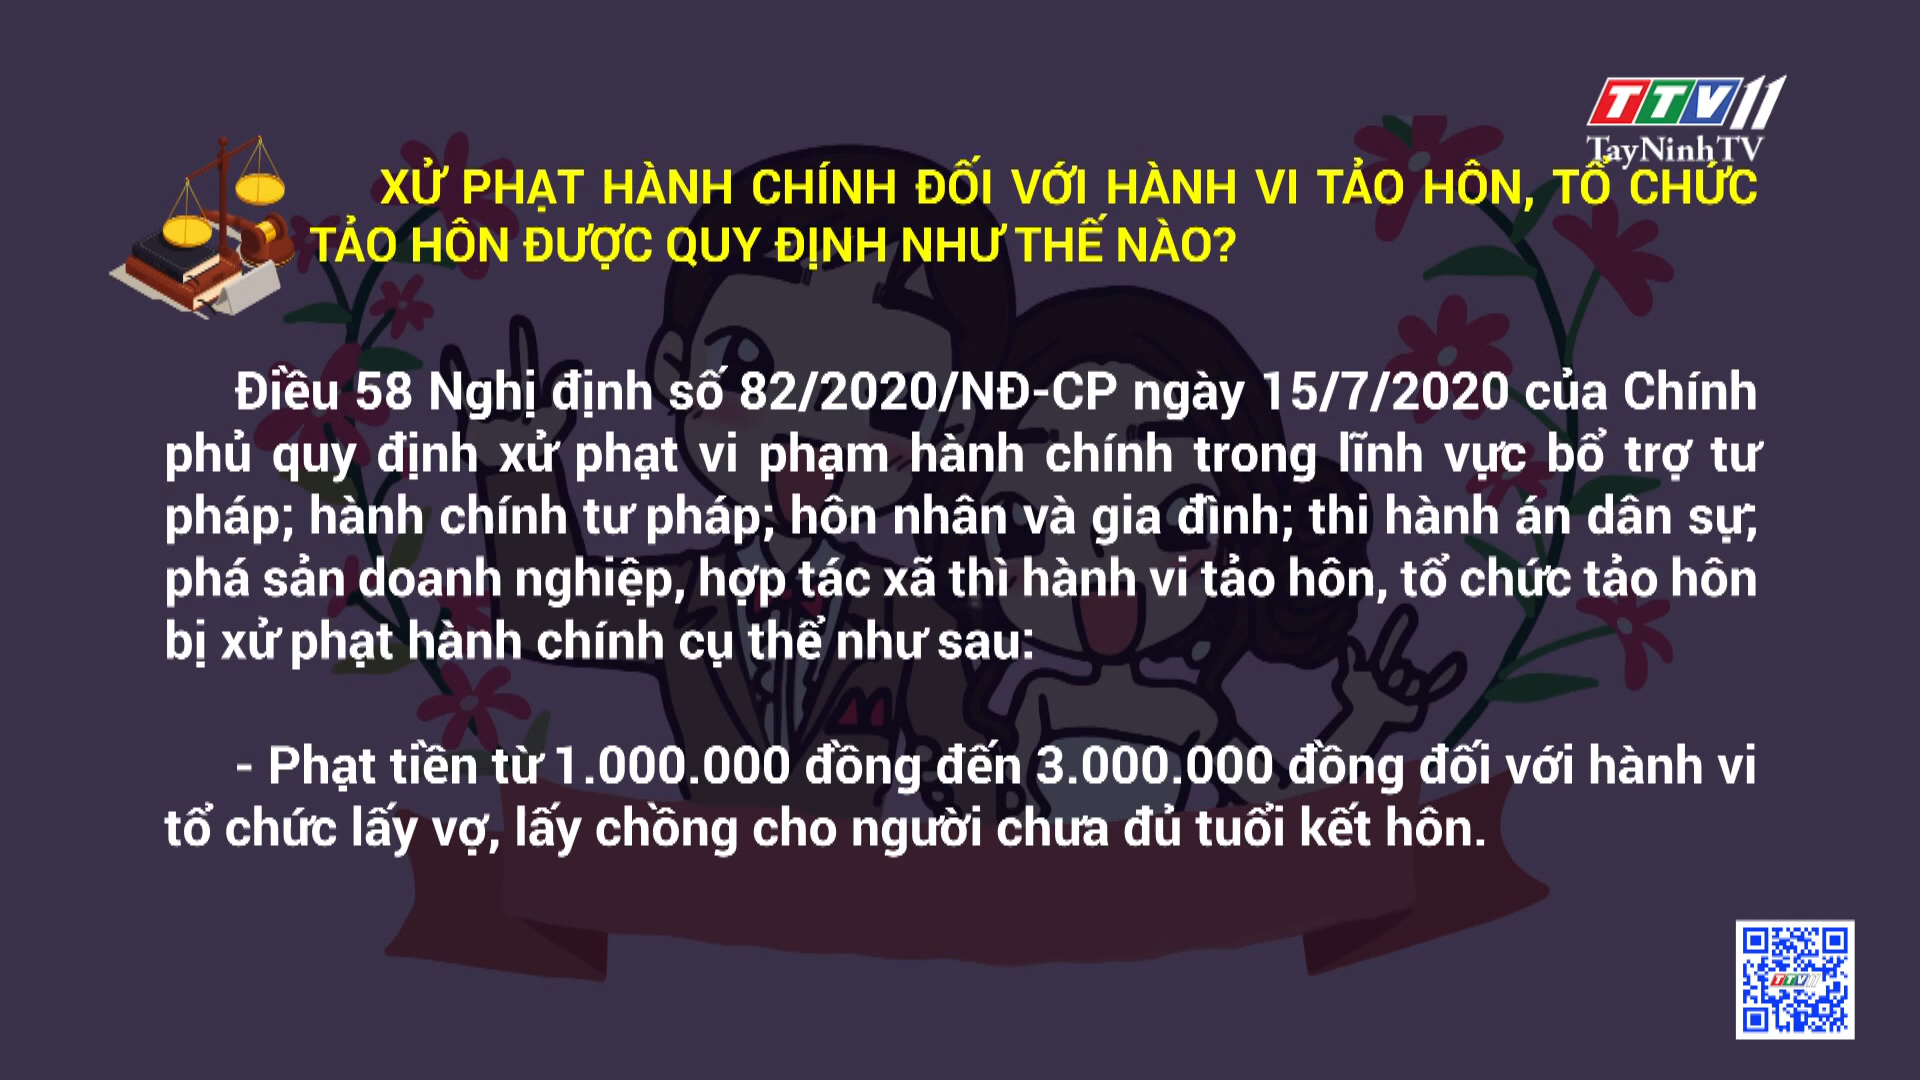 TTV11
TayNinhTV
XỬ PHẠT HÀNH CHÍNH ĐỐI VỚI HÀNH VI TẢO HÔN, TỔ CHỨC
TẢO HÔN ĐƯỢC QUY ĐỊNH NHƯ THẾ NÀO?
Điều 58 Nghị định số 82/2020/NĐ-CP ngày 15/7/2020 của Chính
phủ quy định xử phạt vi phạm hành chính trong lĩnh vực bổ trợ tư
pháp; hành chính tư pháp; hôn nhân và gia đình; thi hành án dân sự;
phá sản doanh nghiệp, hợp tác xã thì hành vi tảo hôn, tổ chức tảo hôn
bị xử phạt hành chính cụ thể như sau:
- Phạt tiền từ 1.000.000 đồng đến 3.000.000 đồng đối với hành vi
tổ chức lấy vợ, lấy chồng cho người chưa đủ tuổi kết hôn.
TTV11